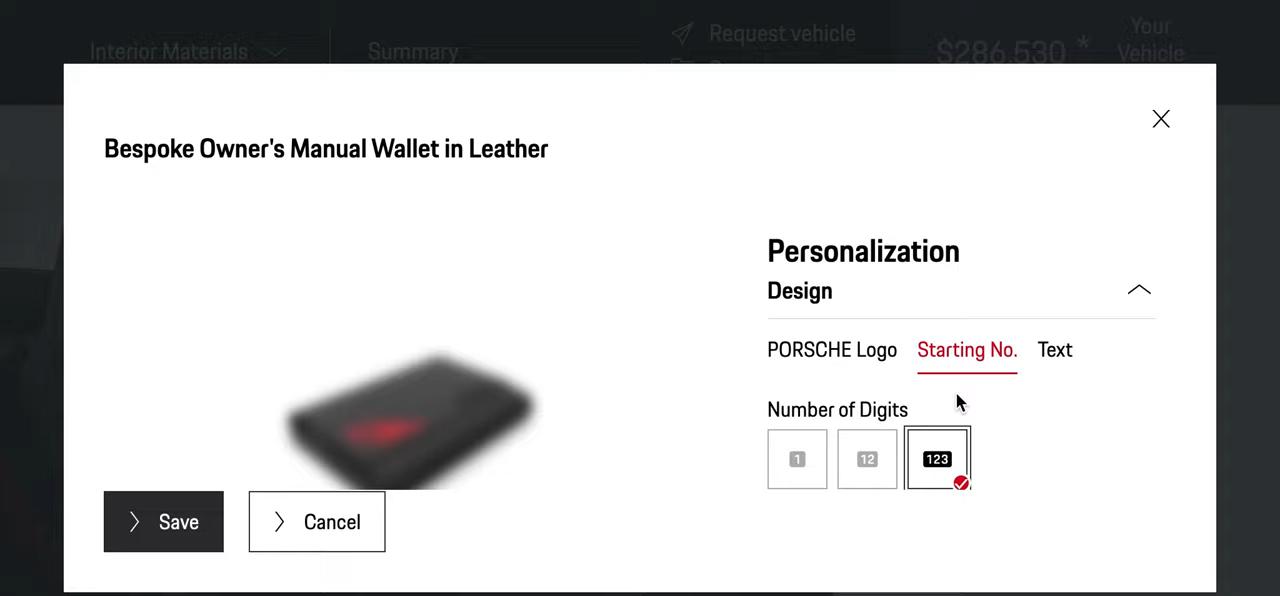 Interior Materials
Summary
Request vehicle
$286,530 *
Your
Vehicle
Bespoke Owner's Manual Wallet in Leather
Personalization
Design
PORSCHE Logo
Starting No.
Text
Number of Digits
1
12
123
Save
Cancel